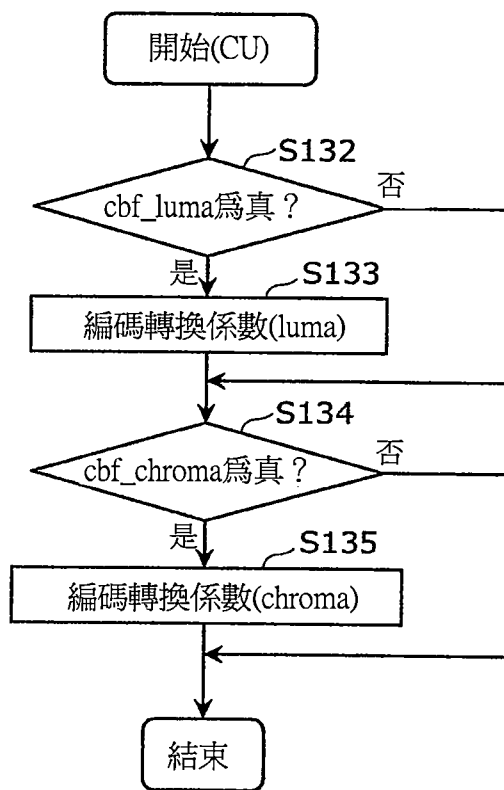 開始(CU)
S132
cbf_luma爲真？
否
是
S133
編碼轉換係數(luma)
S134
cbf_chroma爲真？
否
是
S135
編碼轉換係數(chroma)
結束